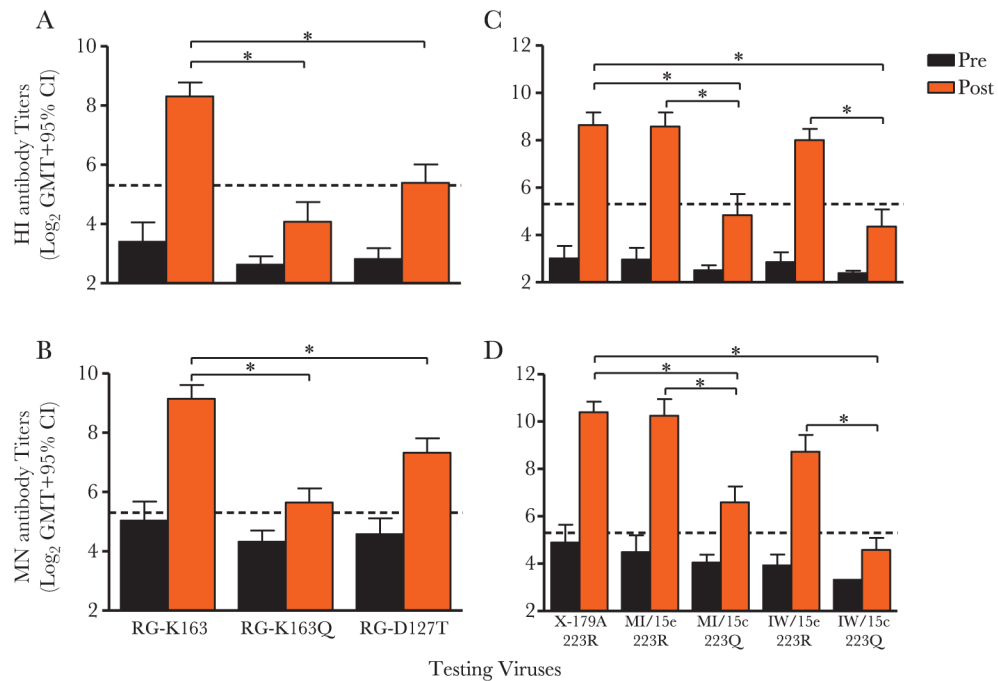 A
HI antibody Titers
(Log₂ GMT+95% CI)
10
8
6
4
2
*
*
C
12
10
8
6
4
2
*
*
*
*
Pre
Post
B
MN antibody Titers
(Log₂ GMT+95% CI)
10
8
6
4
2
*
*
RG-K163
RG-K163Q
RG-D127T
D
12
10
8
6
4
2
*
*
*
*
X-179A
223R
MI/15e
223R
MI/15c
223Q
IW/15e
223R
IW/15c
223Q
Testing Viruses